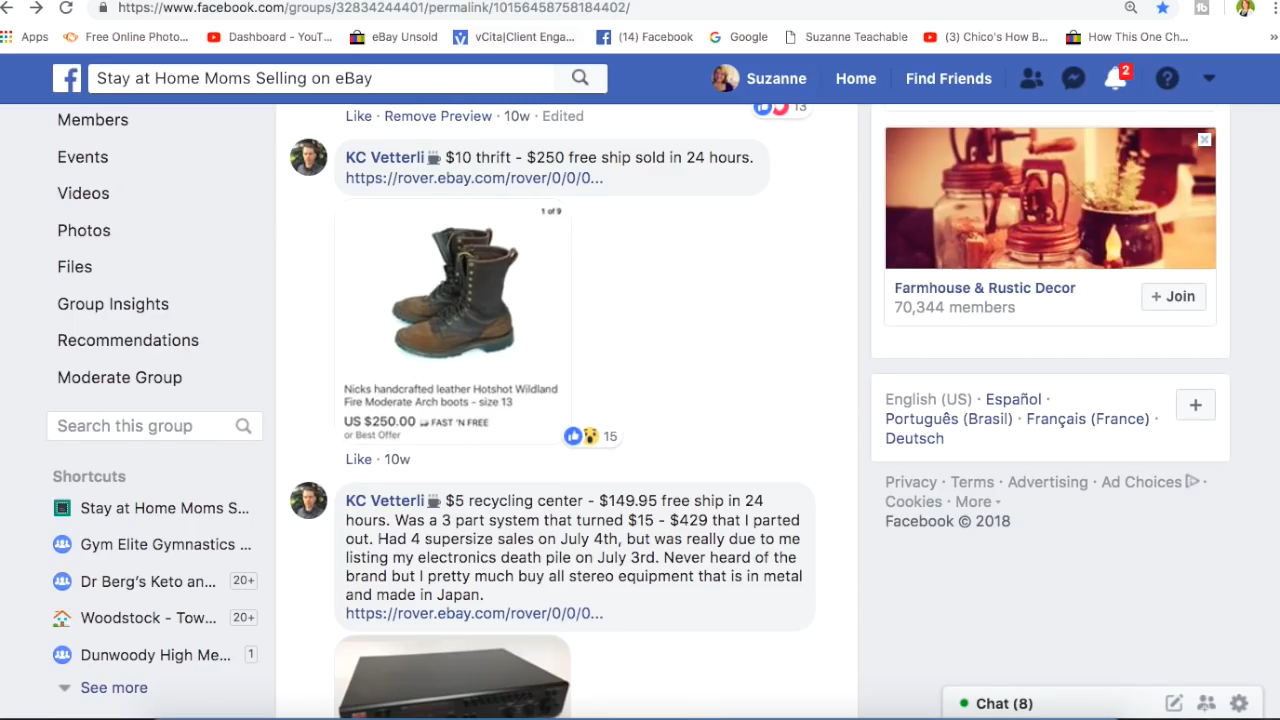 https://www.facebook.com/groups/32834244401/permalink/10156458758184402/
Apps Free Online Photo... Dashboard - YouT... eBay Unsold vCita|Client Enga... (14) Facebook Google Suzanne Teachable (3) Chico's How B... How This One Ch... »
Stay at Home Moms Selling on eBay
Suzanne Home Find Friends 2
Members
Events
Videos
Photos
Files
Group Insights
Recommendations
Moderate Group
Search this group
Shortcuts
Stay at Home Moms S...
Gym Elite Gymnastics ...
Dr Berg's Keto an... 20+
Woodstock - Tow... 20+
Dunwoody High Me... 1
See more
Like · Remove Preview · 10w · Edited
13
KC Vetterli $10 thrift - $250 free ship sold in 24 hours.
https://rover.ebay.com/rover/0/0/0...
1 of 9
Nicks handcrafted leather Hotshot Wildland
Fire Moderate Arch boots - size 13
US $250.00 FAST 'N FREE
or Best Offer
15
Like · 10w
KC Vetterli $5 recycling center - $149.95 free ship in 24
hours. Was a 3 part system that turned $15 - $429 that I parted
out. Had 4 supersize sales on July 4th, but was really due to me
listing my electronics death pile on July 3rd. Never heard of the
brand but I pretty much buy all stereo equipment that is in metal
and made in Japan.
https://rover.ebay.com/rover/0/0/0...
Farmhouse & Rustic Decor
70,344 members
+ Join
English (US) · Español ·
Português (Brasil) · Français (France) ·
Deutsch
Privacy · Terms · Advertising · Ad Choices ·
Cookies · More
Facebook © 2018
Chat (8)